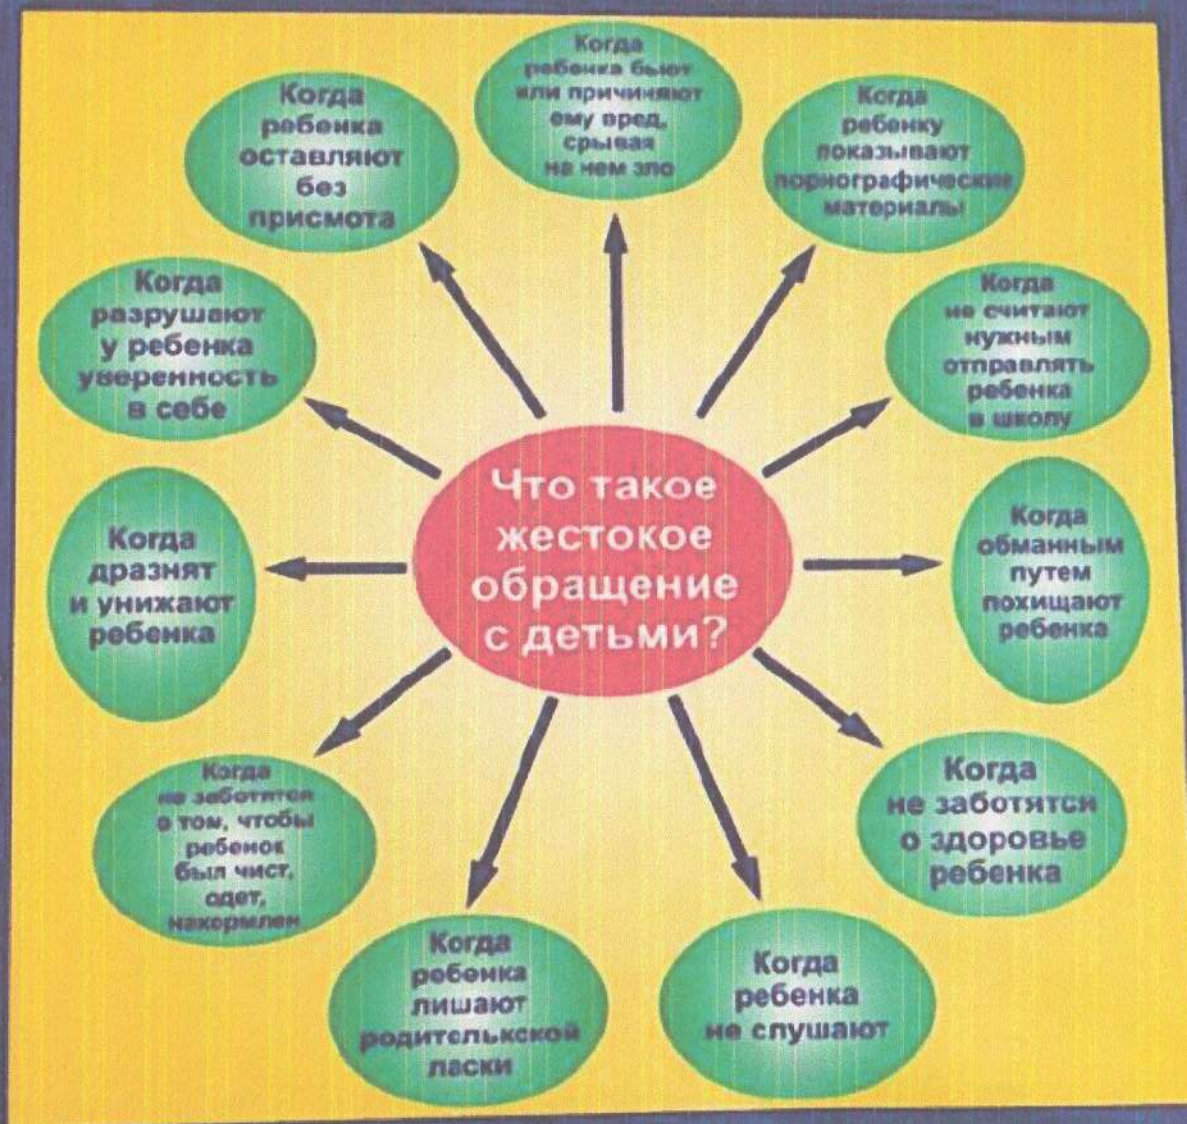 Что такое
жестокое
обращение
с детьми?
Когда
ребенка бьют
или причиняют
ему вред,
срывая
на нем зло
Когда
ребенку
показывают
порнографические
материалы
Когда
не считают
нужным
отправлять
ребенка
в школу
Когда
обманным
путем
похищают
ребенка
Когда
не заботятся
о здоровье
ребенка
Когда
ребенка
не слушают
Когда
ребенка
лишают
родителькской
ласки
Когда
не заботятся
о том, чтобы
ребенок
был чист,
одет,
накормлен
Когда
дразнят
и унижают
ребенка
Когда
разрушают
у ребенка
уверенность
в себе
Когда
ребенка
оставляют
без
присмота